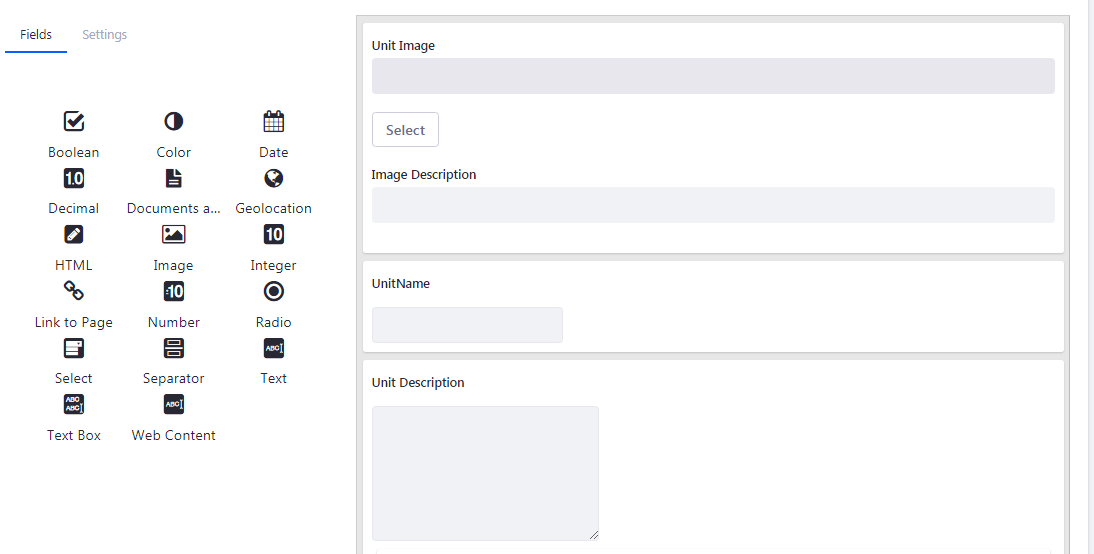 Fields Settings
Boolean Color Date
1.0
Decimal Documents a... Geolocation
10
HTML Image Integer
-10
Link to Page Number Radio
ABC
Select Separator Text
ABC
ABC ABC
Text Box Web Content
Unit Image
Select
Image Description
UnitName
Unit Description